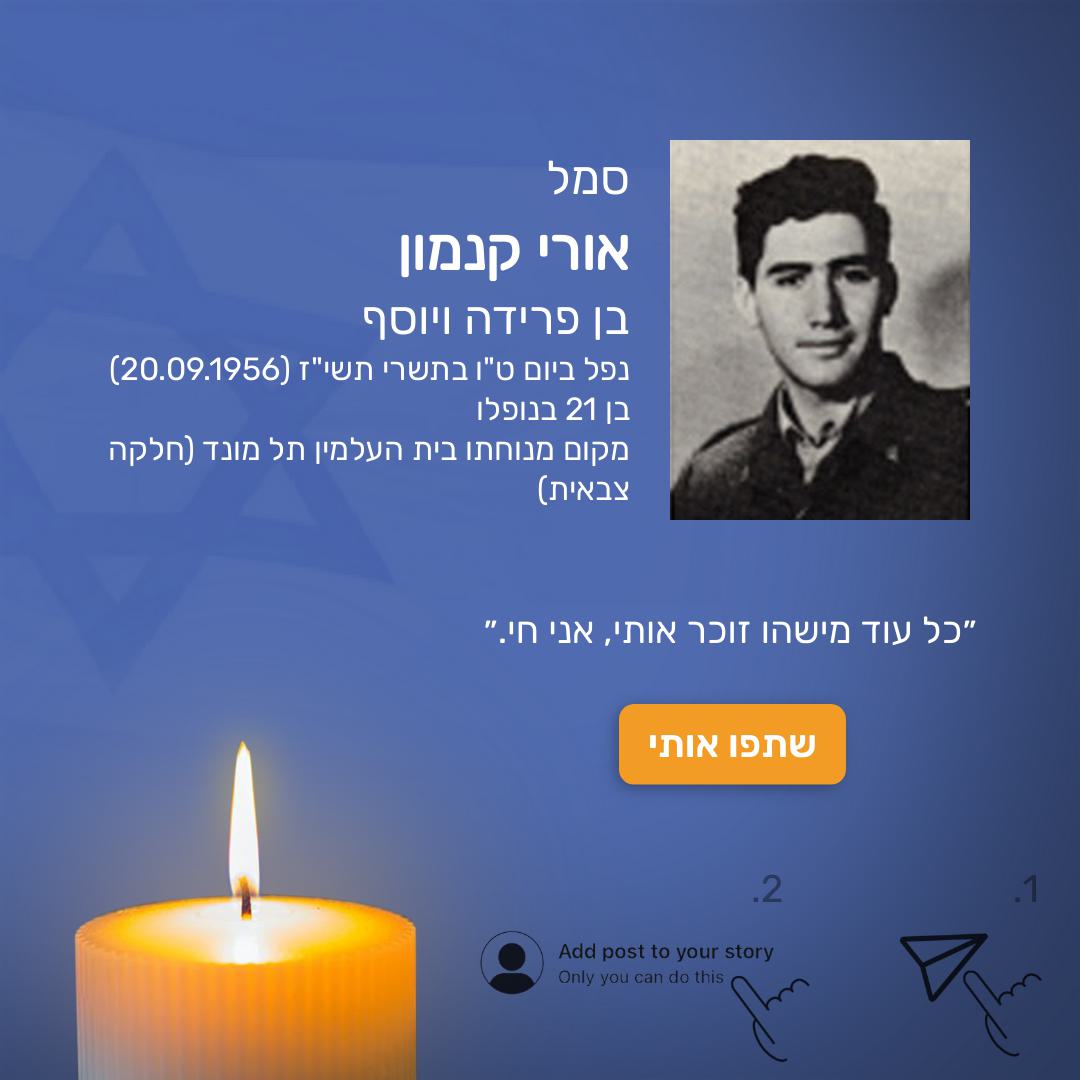 סמל
אורי קנמון
בן פרידה ויוסף
נפל ביום ט"ו בתשרי תשי"ז (20.09.1956)
בן 21 בנופלו
מקום מנוחתו בית העלמין תל מונד (חלקה
צבאית)
״כל עוד מישהו זוכר אותי, אני חי.״
שתפו אותי
1.
2.
Add post to your story
Only you can do this